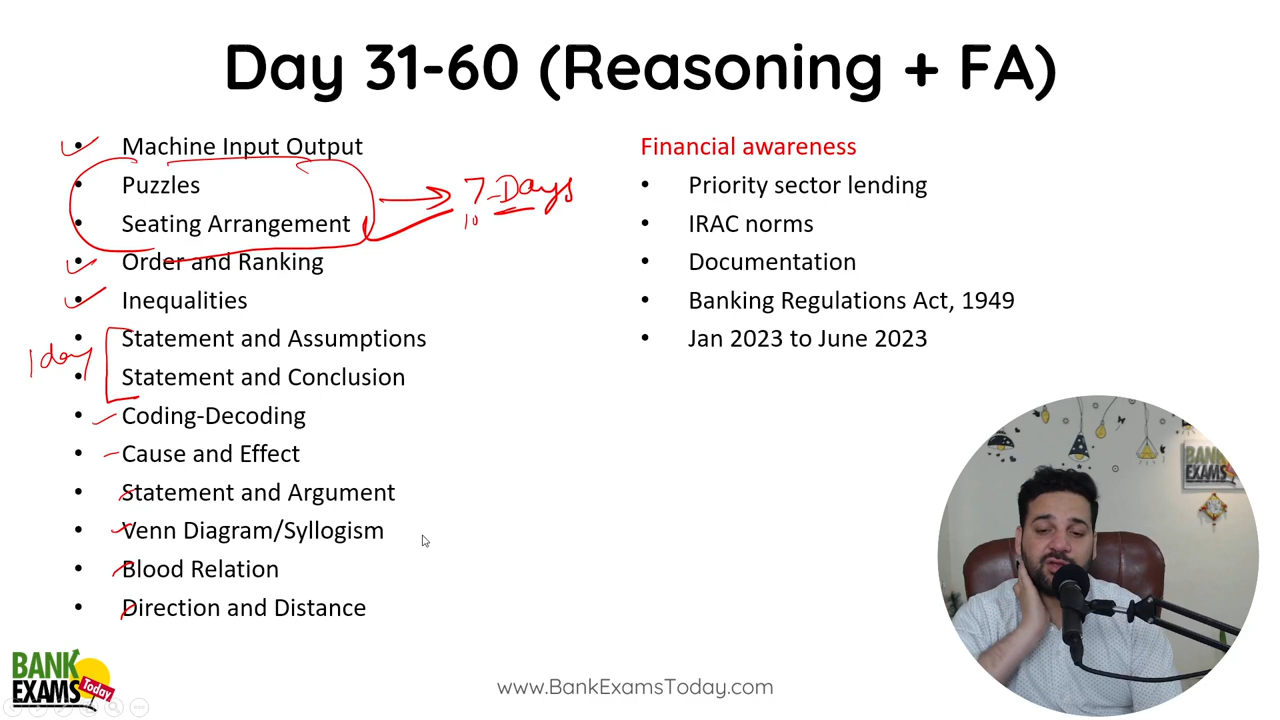 Day 31-60 (Reasoning + FA)
• Machine Input Output
• Puzzles
• Seating Arrangement
• Order and Ranking
• Inequalities
• Statement and Assumptions
• Statement and Conclusion
• Coding-Decoding
• Cause and Effect
• Statement and Argument
• Venn Diagram/Syllogism
• Blood Relation
• Direction and Distance
7-Days
10
1 day
Financial awareness
• Priority sector lending
• IRAC norms
• Documentation
• Banking Regulations Act, 1949
• Jan 2023 to June 2023
BANK
EXAMS
BANK
EXAMS
Today
www.BankExamsToday.com